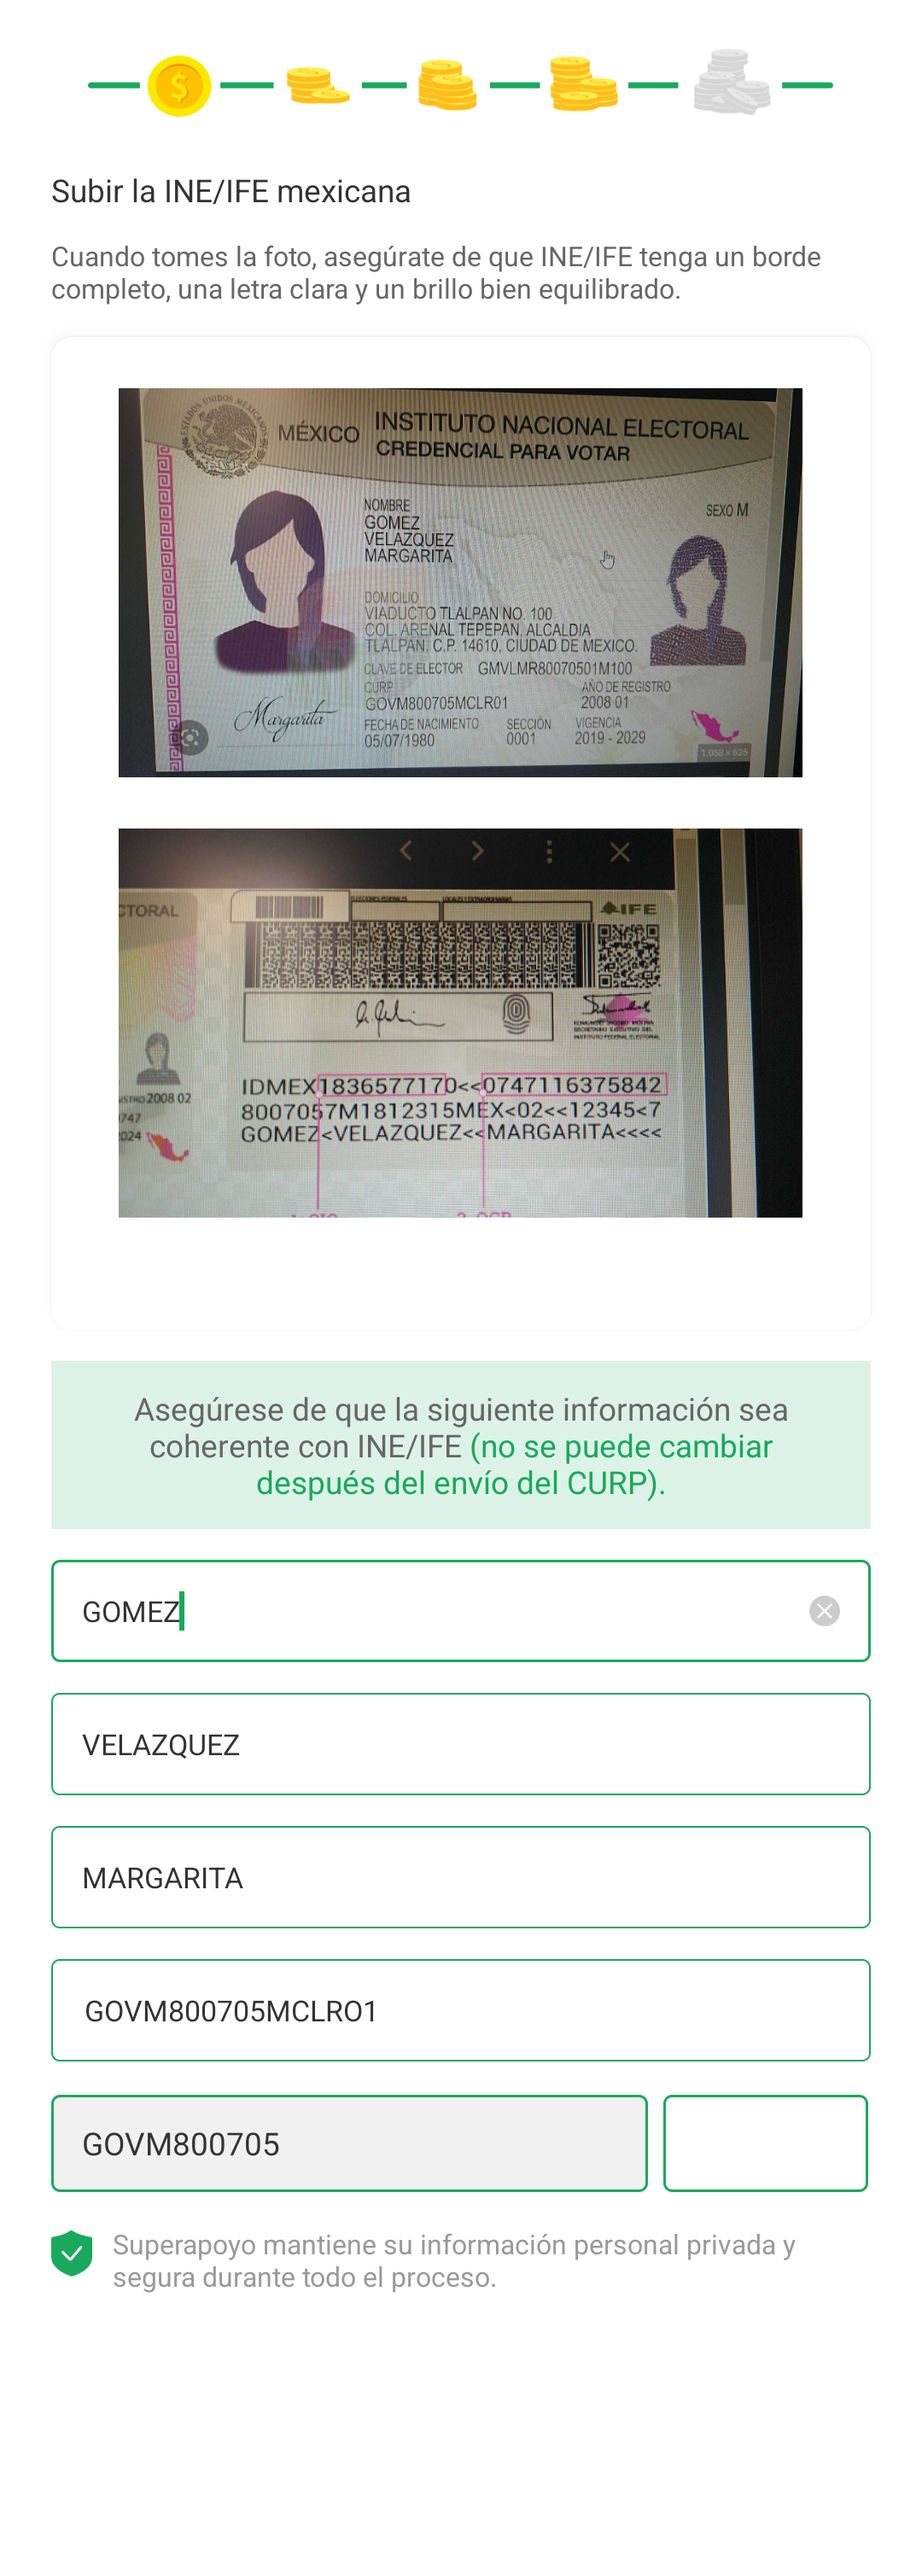 Subir la INE/IFE mexicana
Cuando tomes la foto, asegúrate de que INE/IFE tenga un borde
completo, una letra clara y un brillo bien equilibrado.
ESTADOS UNIDOS MEXICANOS
MÉXICO
INSTITUTO NACIONAL ELECTORAL
CREDENCIAL PARA VOTAR
NOMBRE
GOMEZ
VELAZQUEZ
MARGARITA
SEXO M
DOMICILIO
VIADUCTO TLALPAN NO. 100
COL. ARENAL TEPEPAN. ALCALDIA
TLALPAN. C.P. 14610, CIUDAD DE MEXICO.
CLAVE DE ELECTOR GMVLMR80070501M100
CURP
GOVM800705MCLR01
AÑO DE REGISTRO
2008 01
FECHA DE NACIMIENTO
05/07/1980
SECCIÓN
0001
VIGENCIA
2019 - 2029
Margarita
1,058 × 635
CTORAL
IFE
ISTRO 2008 02
0747
2024
IDMEX1836577170<<0747116375842
8007057M1812315MEX<02<<12345<7
GOMEZ<VELAZQUEZ<<MARGARITA<<<<
Asegúrese de que la siguiente información sea
coherente con INE/IFE (no se puede cambiar
después del envío del CURP).
GOMEZ
VELAZQUEZ
MARGARITA
GOVM800705MCLRO1
GOVM800705
Superapoyo mantiene su información personal privada y
segura durante todo el proceso.